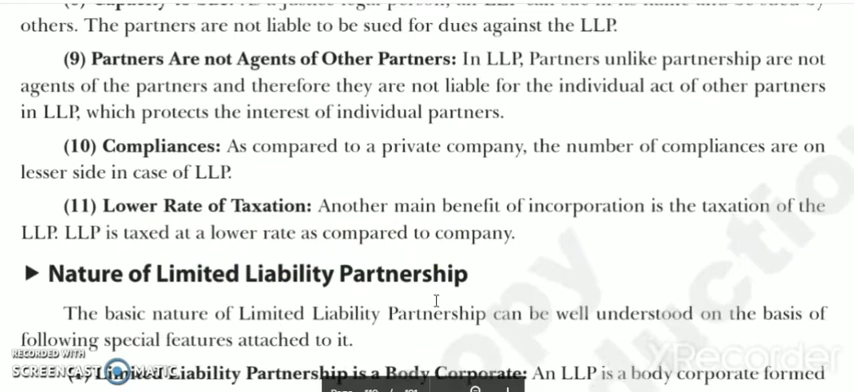 others. The partners are not liable to be sued for dues against the LLP.
(9) Partners Are not Agents of Other Partners: In LLP, Partners unlike partnership are not
agents of the partners and therefore they are not liable for the individual act of other partners
in LLP, which protects the interest of individual partners.
(10) Compliances: As compared to a private company, the number of compliances are on
lesser side in case of LLP.
(11) Lower Rate of Taxation: Another main benefit of incorporation is the taxation of the
LLP. LLP is taxed at a lower rate as compared to company.
▶ Nature of Limited Liability Partnership
The basic nature of Limited Liability Partnership can be well understood on the basis of
following special features attached to it.
RECORDED WITH
SCREENCAST MATIC
Limited Liability Partnership is a Body Corporate: An LLP is a body corporate formed
XRecorder